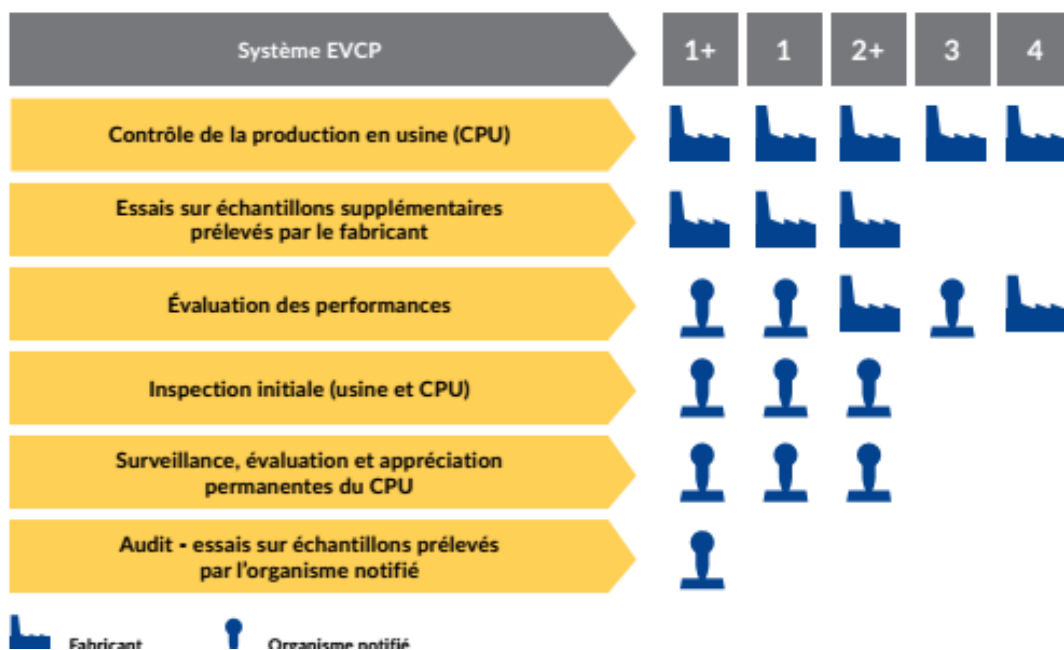 Système EVCP 1+ 1 2+ 3 4
Contrôle de la production en usine (CPU)
Essais sur échantillons supplémentaires
prélevés par le fabricant
Évaluation des performances
Inspection initiale (usine et CPU)
Surveillance, évaluation et appréciation
permanentes du CPU
Audit - essais sur échantillons prélevés
par l'organisme notifié
Fabricant Organisme notifié